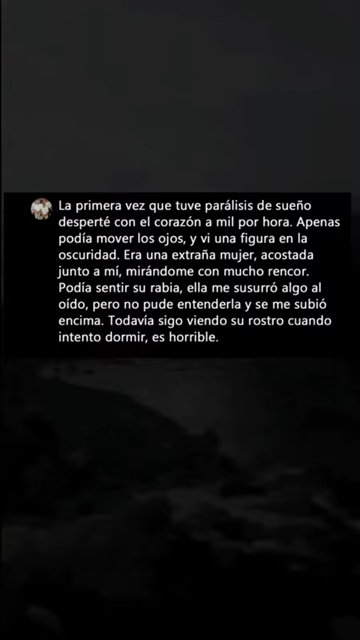 La primera vez que tuve parálisis de sueño
desperté con el corazón a mil por hora. Apenas
podía mover los ojos, y vi una figura en la
oscuridad. Era una extraña mujer, acostada
junto a mí, mirándome con mucho rencor.
Podía sentir su rabia, ella me susurró algo al
oído, pero no pude entenderla y se me subió
encima. Todavía sigo viendo su rostro cuando
intento dormir, es horrible.